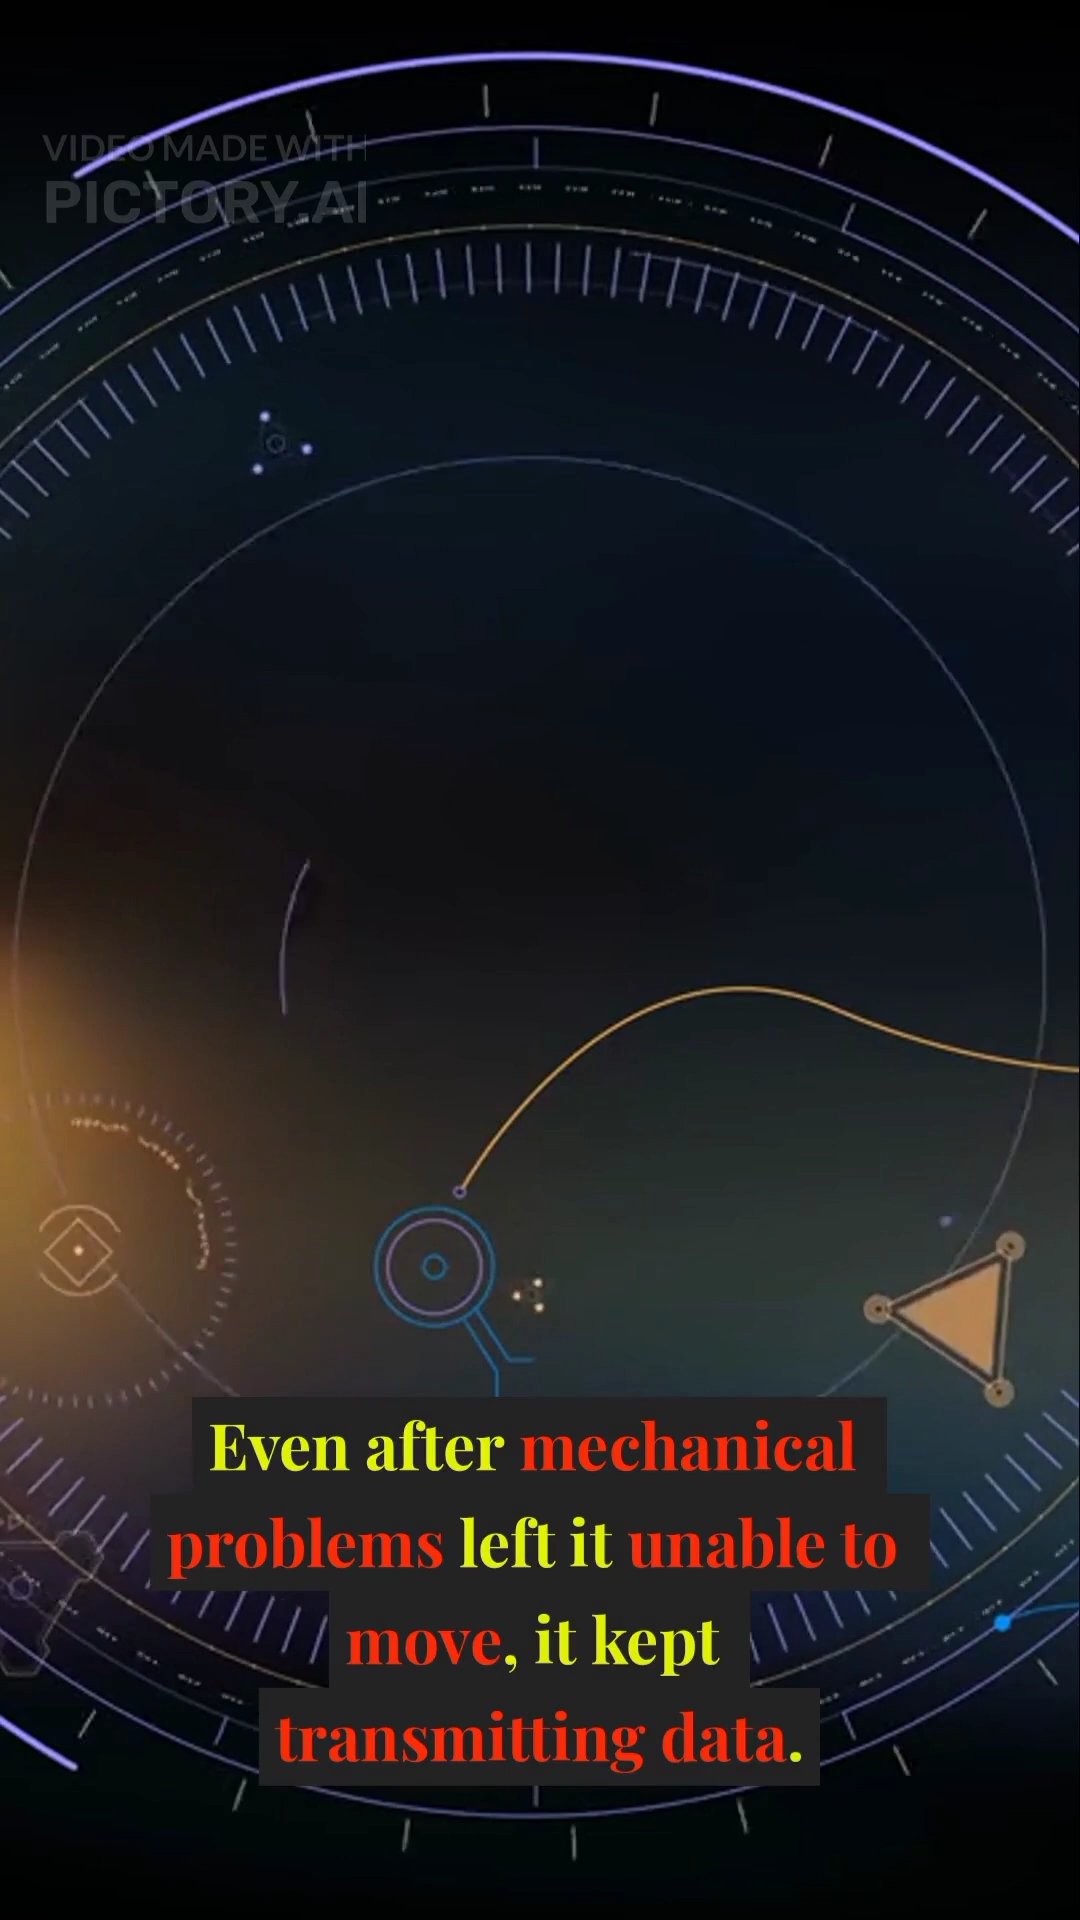 VIDEO MADE WITH
PICTORY.AI
Even after mechanical
problems left it unable to
move, it kept
transmitting data.